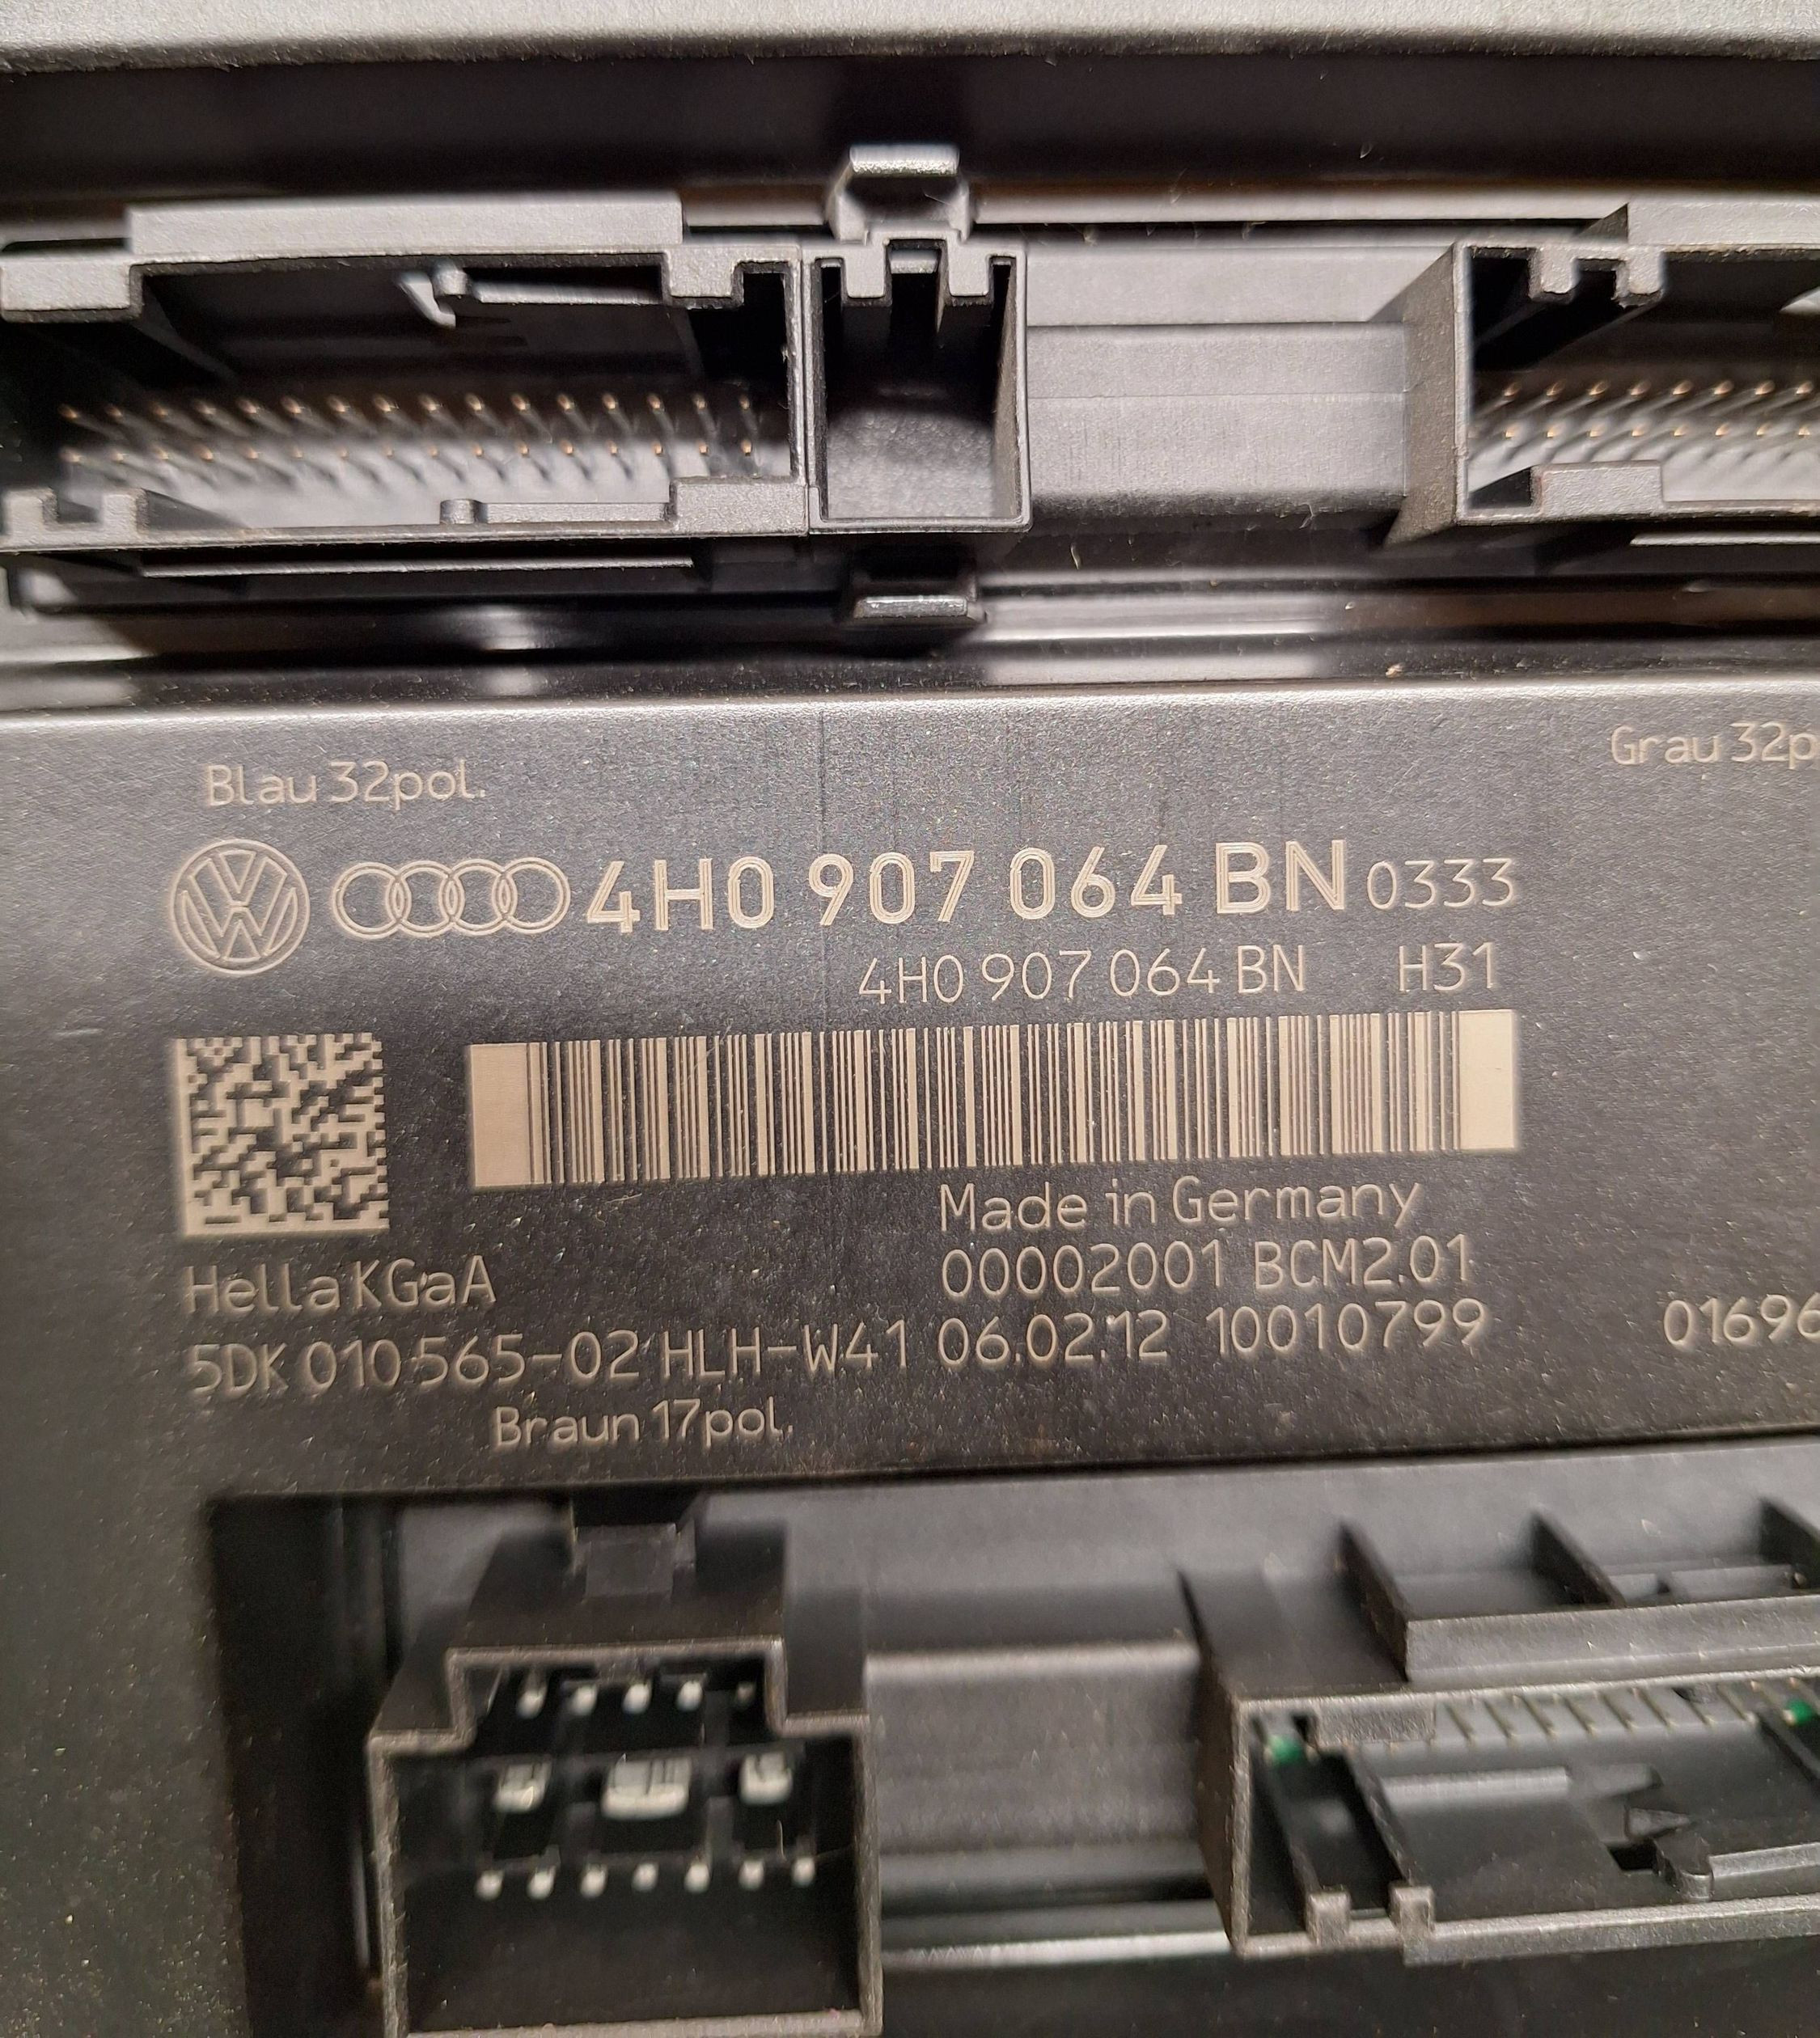 Blau 32pol.
Grau 32p
4H0 907 064 BN 0333
4H0 907 064 BN H31
Made in Germany
Hella KGaA
00002001 BCM2.01
5DK 010 565-02 HLH-W41 06.02.12 10010799
0169
Braun 17pol.